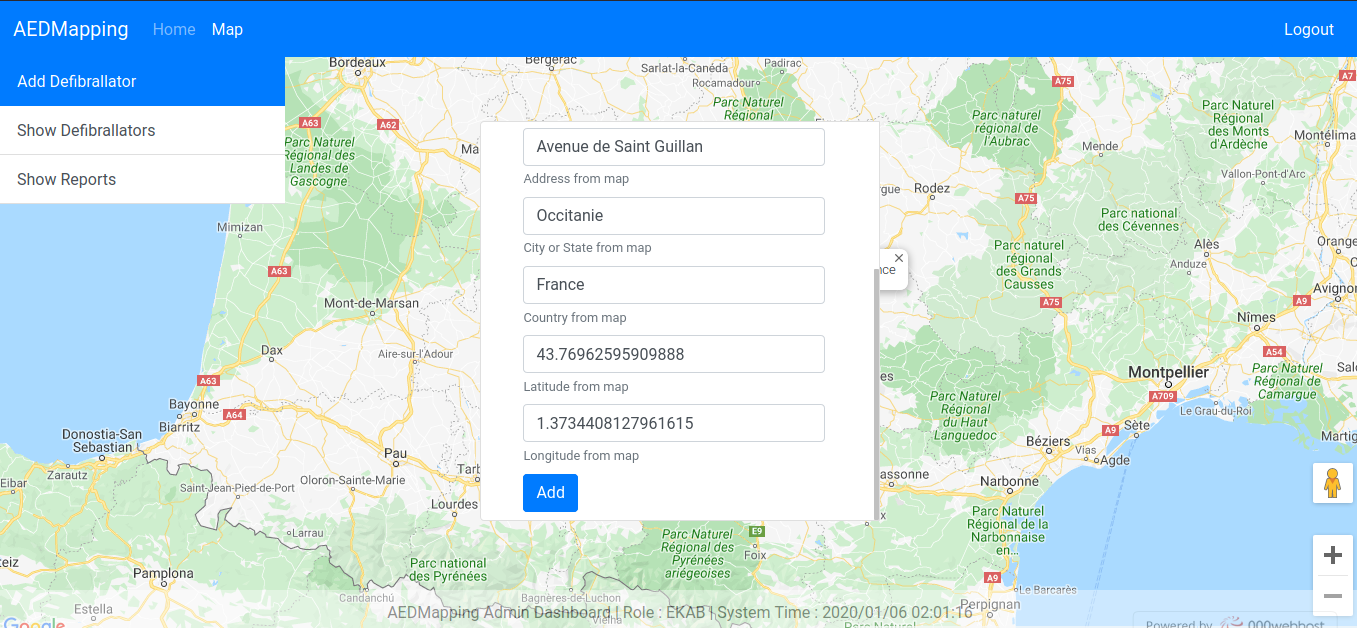 AEDMapping Home Map Logout
Add Defibrallator
Show Defibrallators
Show Reports
Avenue de Saint Guillan
Address from map
Occitanie
City or State from map
France
Country from map
43.76962595909888
Latitude from map
1.3734408127961615
Longitude from map
Add
Bordeaux
Bergerac
Sarlat-la-Canéda
Padirac
Rocamadour
Parc Naturel
Régional des
Landes de
Gascogne
A63
A62
A75
A7
Parc Naturel
régional de
l'Aubrac
Parc Naturel
Régional
des Monts
d'Ardèche
Montélima
Mende
Vallon-Pont-d'Arc
Rodez
A75
Parc national
des Cévennes
Mimizan
A63
Parc naturel
régional
des Grands
Causses
Alès
Anduze
Orange
Avignon
A9
A75
Nîmes
Mont-de-Marsan
Dax
Aire-sur-l'Adour
A63
A54
Montpellier
A709
Parc Naturel
Régional de
Camargue
Le Grau-du-Roi
Bayonne
A64
Biarritz
Donostia-San
Sebastian
Parc Naturel
Régional
du Haut
Languedoc
A9
Sète
Béziers
Vias
Agde
Martig
Pau
Tarb
Zarautz
Eibar
Saint-Jean-Pied-de-Port
Oloron-Sainte-Marie
Lourdes
assonne
Narbonne
Larrau
Parc Naturel
Régional de la
Narbonnaise
en...
E9
Foix
Parc Naturel
Régional des
Pyrénées
ariégeoises
Parc national
des Pyrénées
Pamplona
A9
Le Barcarès
Candanchú
Bagnères-de-Luchon
Estella
Perpignan
Vielha
AEDMapping Admin Dashboard | Role : EKAB | System Time : 2020/01/06 02:01:16
Google
Powered by 000webhost